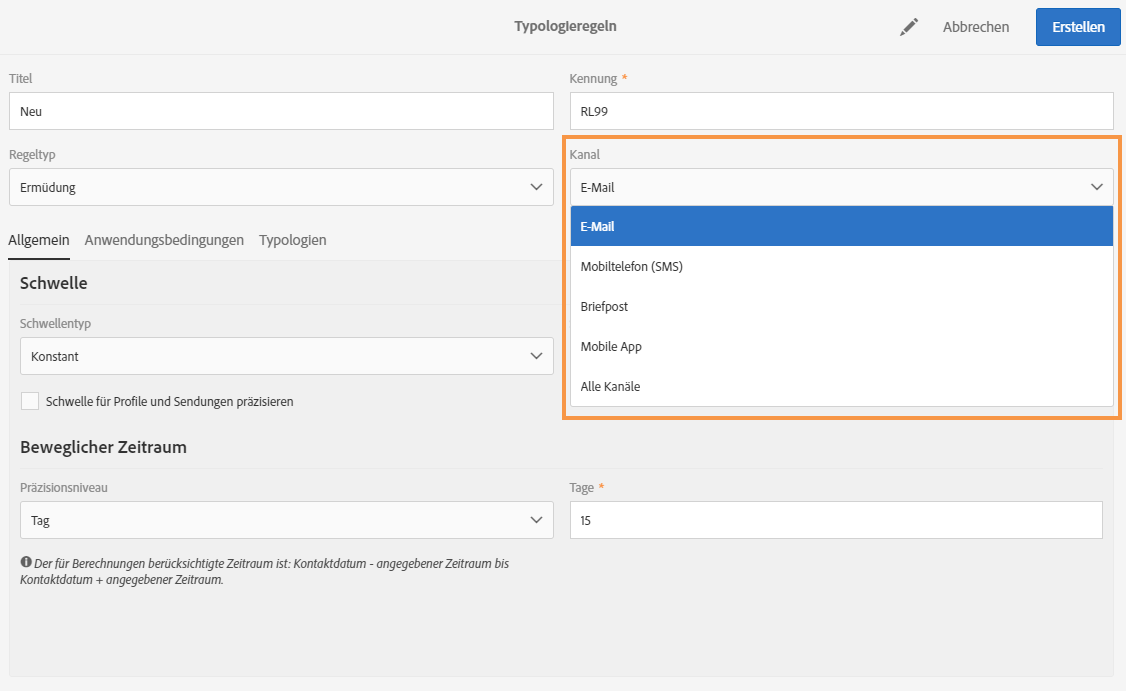 Typologieregeln
Abbrechen
Erstellen
Titel
Kennung *
Neu
RL99
Regeltyp
Kanal
Ermüdung
E-Mail
E-Mail
Mobiltelefon (SMS)
Briefpost
Mobile App
Alle Kanäle
Allgemein Anwendungsbedingungen Typologien
Schwelle
Schwellentyp
Konstant
Schwelle für Profile und Sendungen präzisieren
Beweglicher Zeitraum
Präzisionsniveau
Tage *
Tag
15
Der für Berechnungen berücksichtigte Zeitraum ist: Kontaktdatum - angegebener Zeitraum bis
Kontaktdatum + angegebener Zeitraum.